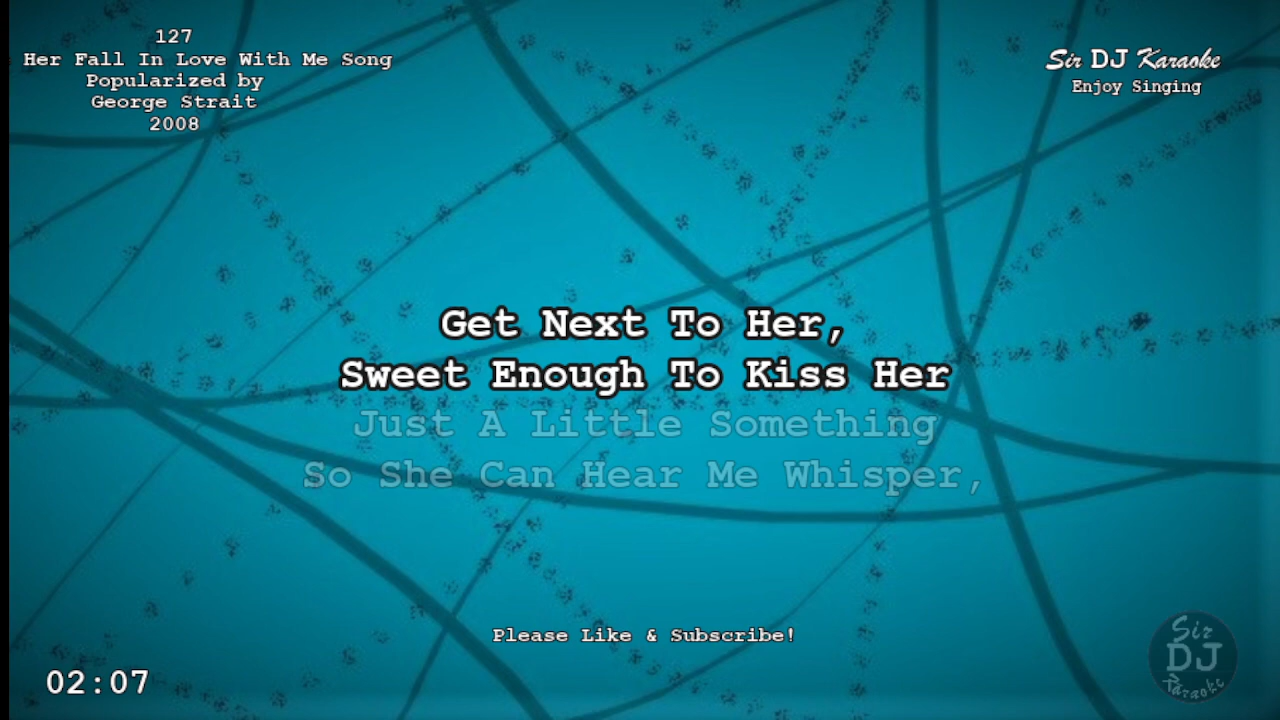 127
Her Fall In Love With Me Song
Popularized by
George Strait
2008
Sir DJ Karaoke
Enjoy Singing
Get Next To Her,
Sweet Enough To Kiss Her
Just A Little Something
So She Can Hear Me Whisper,
Please Like & Subscribe!
02:07
Sir
DJ
Karaoke